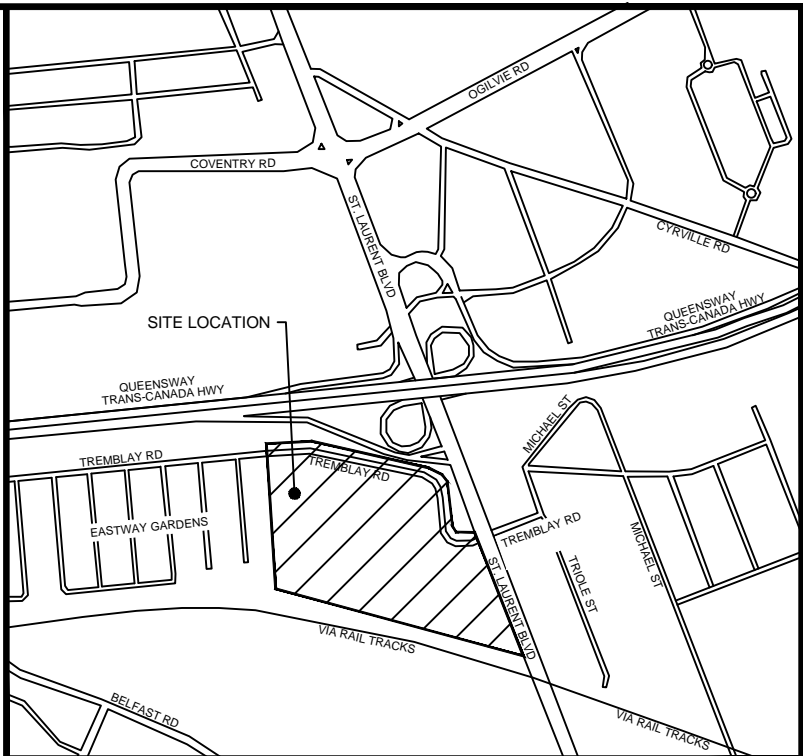 OGILVIE RD
COVENTRY RD
ST. LAURENT BLVD
CYRVILLE RD
QUEENSWAY
TRANS-CANADA HWY
SITE LOCATION
QUEENSWAY
TRANS-CANADA HWY
MICHAEL ST
TREMBLAY RD
TREMBLAY RD
EASTWAY GARDENS
TREMBLAY RD
MICHAEL ST
TRIOLE ST
ST. LAURENT BLVD
VIA RAIL TRACKS
BELFAST RD
VIA RAIL TRACKS